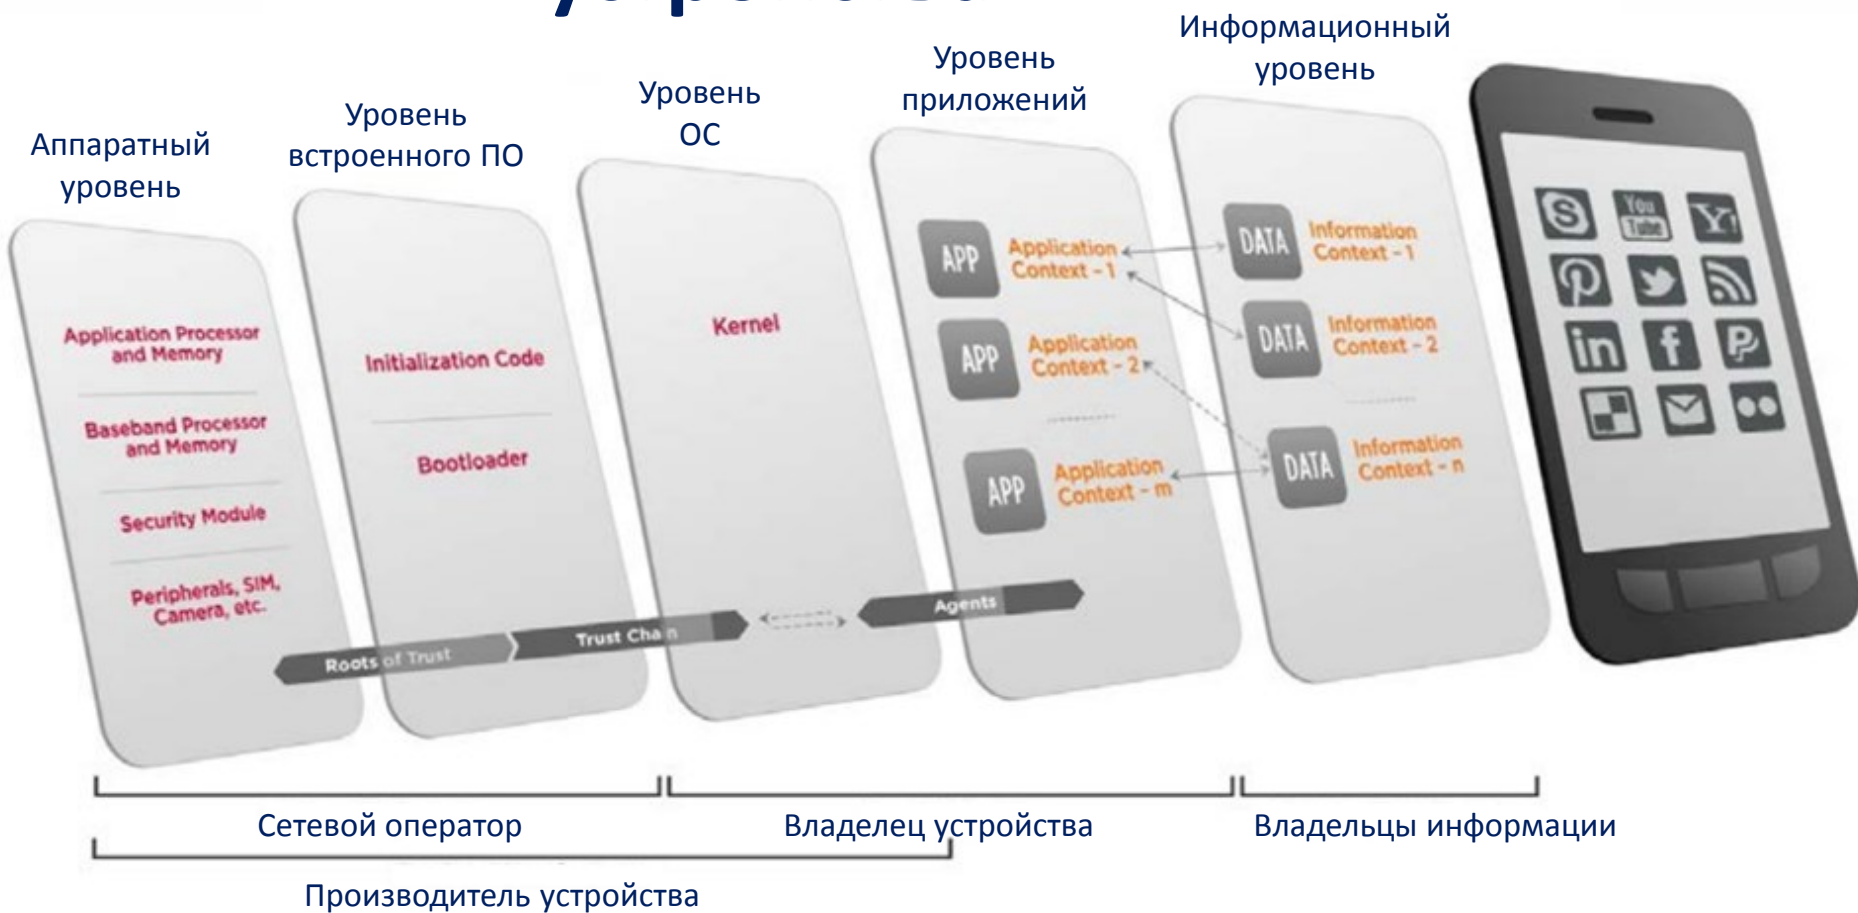 Аппаратный
уровень
Уровень
встроенного ПО
Уровень
ОС
Уровень
приложений
Информационный
уровень
Application Processor
and Memory
Baseband Processor
and Memory
Security Module
Peripherals, SIM,
Camera, etc.
Initialization Code
Bootloader
Kernel
APP
Application
Context - 1
APP
Application
Context - 2
APP
Application
Context - m
DATA
Information
Context - 1
DATA
Information
Context - 2
DATA
Information
Context - n
You
Tube
Y!
in
f
Roots of Trust
Trust Chain
Agents
Сетевой оператор
Владелец устройства
Владельцы информации
Производитель устройства